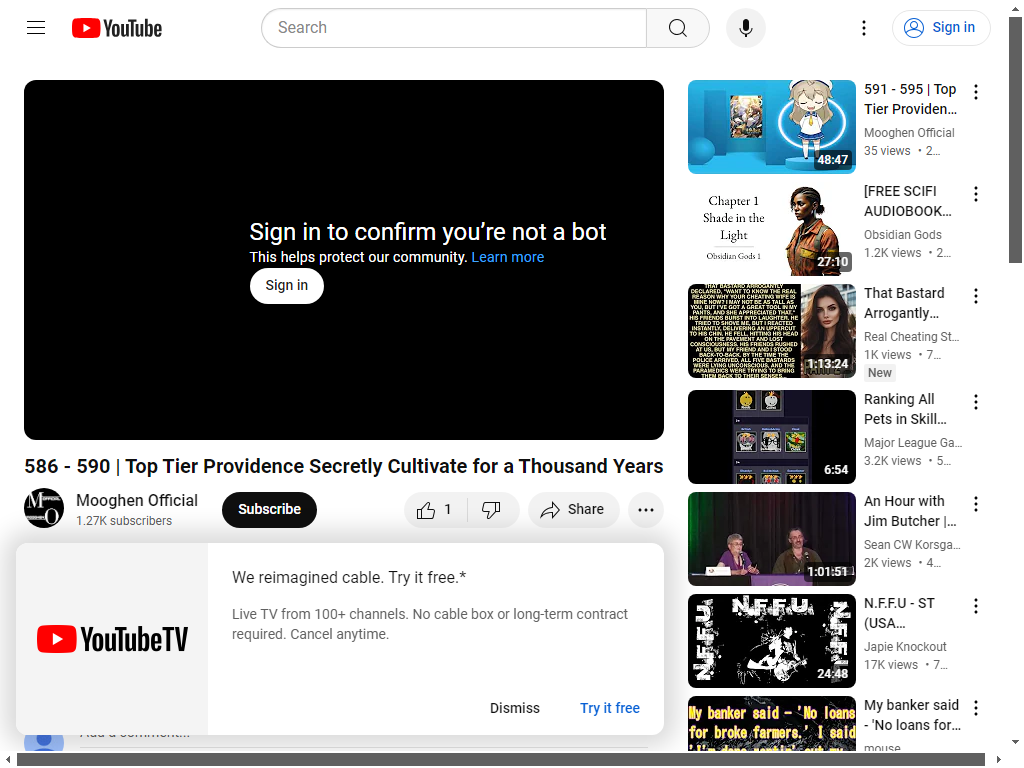 YouTube
Search
Sign in
Sign in to confirm you're not a bot
This helps protect our community. Learn more
Sign in
586 - 590 | Top Tier Providence Secretly Cultivate for a Thousand Years
Mooghen Official
1.27K subscribers
Subscribe
1
Share
We reimagined cable. Try it free.*
Live TV from 100+ channels. No cable box or long-term contract
required. Cancel anytime.
YouTubeTV
Dismiss
Try it free
Add a comment...
48:47
591 - 595 | Top
Tier Providen...
Mooghen Official
35 views • 2...
Chapter 1
Shade in the
Light
Obsidian Gods 1
27:10
[FREE SCIFI
AUDIOBOOK...
Obsidian Gods
1.2K views • 2...
THAT BASTARD ARROGANTLY
DECLARED, "WANT TO KNOW THE REAL
REASON WHY YOUR CHEATING WIFE IS
MINE NOW? I MAY NOT BE AS TALL AS
YOU, BUT I'VE GOT A GREAT TOOL IN MY
PANTS, AND SHE APPRECIATED THAT."
HIS FRIENDS BURST INTO LAUGHTER. HE
TRIED TO SHOVE ME, BUT I REACTED
INSTANTLY, DELIVERING AN UPPERCUT
TO HIS CHIN. HE FELL, HITTING HIS HEAD
ON THE PAVEMENT AND LOST
CONSCIOUSNESS. HIS FRIENDS RUSHED
AT US, BUT MY FRIEND AND I STOOD
BACK-TO-BACK. BY THE TIME THE
POLICE ARRIVED, ALL FIVE BASTARDS
WERE LYING UNCONSCIOUS, AND THE
PARAMEDICS WERE TRYING TO BRING
THEM BACK TO THEIR SENSES...
1:13:24
That Bastard
Arrogantly...
Real Cheating St...
1K views • 7...
New
6:54
Ranking All
Pets in Skill...
Major League Ga...
3.2K views • 5...
1:01:51
An Hour with
Jim Butcher |...
Sean CW Korsga...
2K views • 4...
N.F.F.U
N.F.F.U
N.F.F.U
24:48
N.F.F.U - ST
(USA...
Japie Knockout
17K views • 7...
My banker said - 'No loans
for broke farmers.' I said
My banker said
- 'No loans for...
mouse